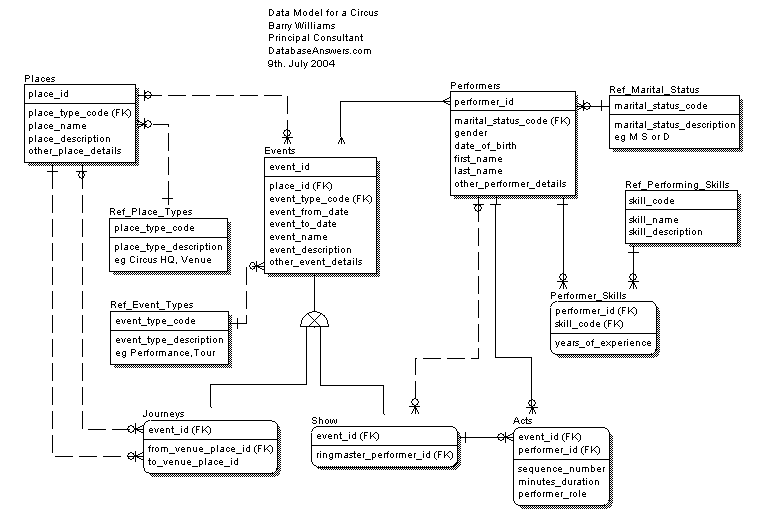 Data Model for a Circus
Barry Williams
Principal Consultant
DatabaseAnswers.com
9th. July 2004
Places
place_id
place_type_code (FK)
place_name
place_description
other_place_details
Performers
performer_id
marital_status_code (FK)
gender
date_of_birth
first_name
last_name
other_performer_details
Ref_Marital_Status
marital_status_code
marital_status_description
eg M S or D
Events
event_id
place_id (FK)
event_type_code (FK)
event_from_date
event_to_date
event_name
event_description
other_event_details
Ref_Performing_Skills
skill_code
skill_name
skill_description
Ref_Place_Types
place_type_code
place_type_description
eg Circus HQ, Venue
Ref_Event_Types
event_type_code
event_type_description
eg Performance,Tour
Performer_Skills
performer_id (FK)
skill_code (FK)
years_of_experience
Journeys
event_id (FK)
from_venue_place_id (FK)
to_venue_place_id
Show
event_id (FK)
ringmaster_performer_id (FK)
Acts
event_id (FK)
performer_id (FK)
sequence_number
minutes_duration
performer_role